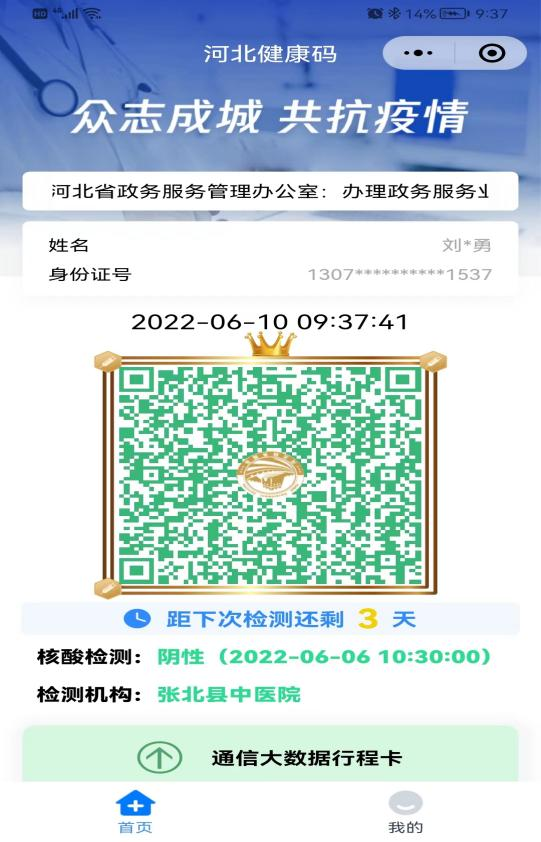 HD 4G 14% 9:37
河北健康码
众志成城 共抗疫情
河北省政务服务管理办公室：办理政务服务
姓名 刘*勇
身份证号 1307**********1537
2022-06-10 09:37:41
距下次检测还剩 3 天
核酸检测：阴性（2022-06-06 10:30:00）
检测机构：张北县中医院
通信大数据行程卡
首页 我的